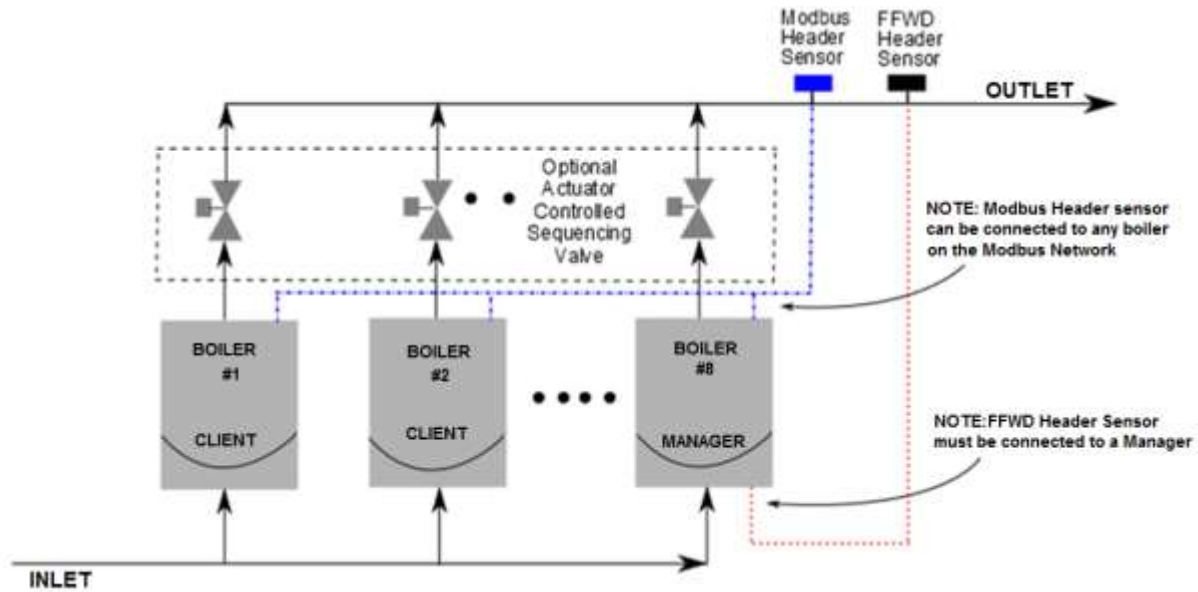 Modbus
Header
Sensor
FFWD
Header
Sensor
OUTLET
Optional
Actuator
Controlled
Sequencing
Valve
NOTE: Modbus Header sensor
can be connected to any boiler
on the Modbus Network
BOILER
#1
CLIENT
BOILER
#2
CLIENT
BOILER
#8
MANAGER
NOTE:FFWD Header Sensor
must be connected to a Manager
INLET